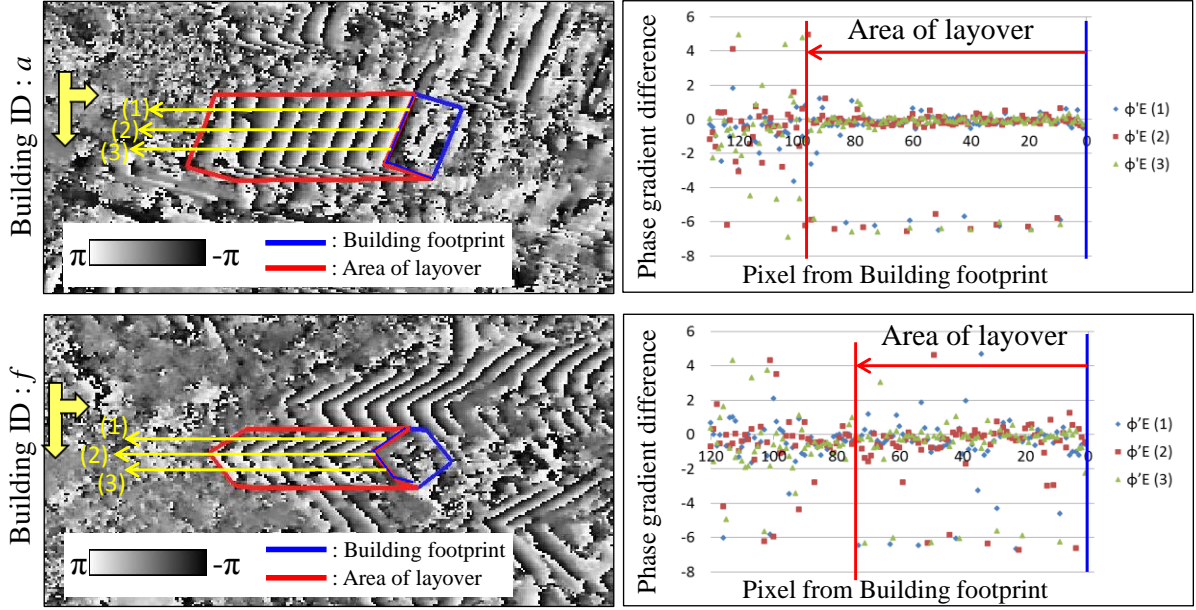 Building ID : a
(1)
(2)
(3)
π
-π
: Building footprint
: Area of layover
Phase gradient difference
6
4
2
0
-2
-4
-6
-8
120
100
80
60
40
20
0
Area of layover
Pixel from Building footprint
ϕ'E (1)
ϕ'E (2)
ϕ'E (3)
Building ID : f
(1)
(2)
(3)
π
-π
: Building footprint
: Area of layover
Phase gradient difference
6
4
2
0
-2
-4
-6
-8
120
100
80
60
40
20
0
Area of layover
Pixel from Building footprint
ϕ'E (1)
ϕ'E (2)
ϕ'E (3)